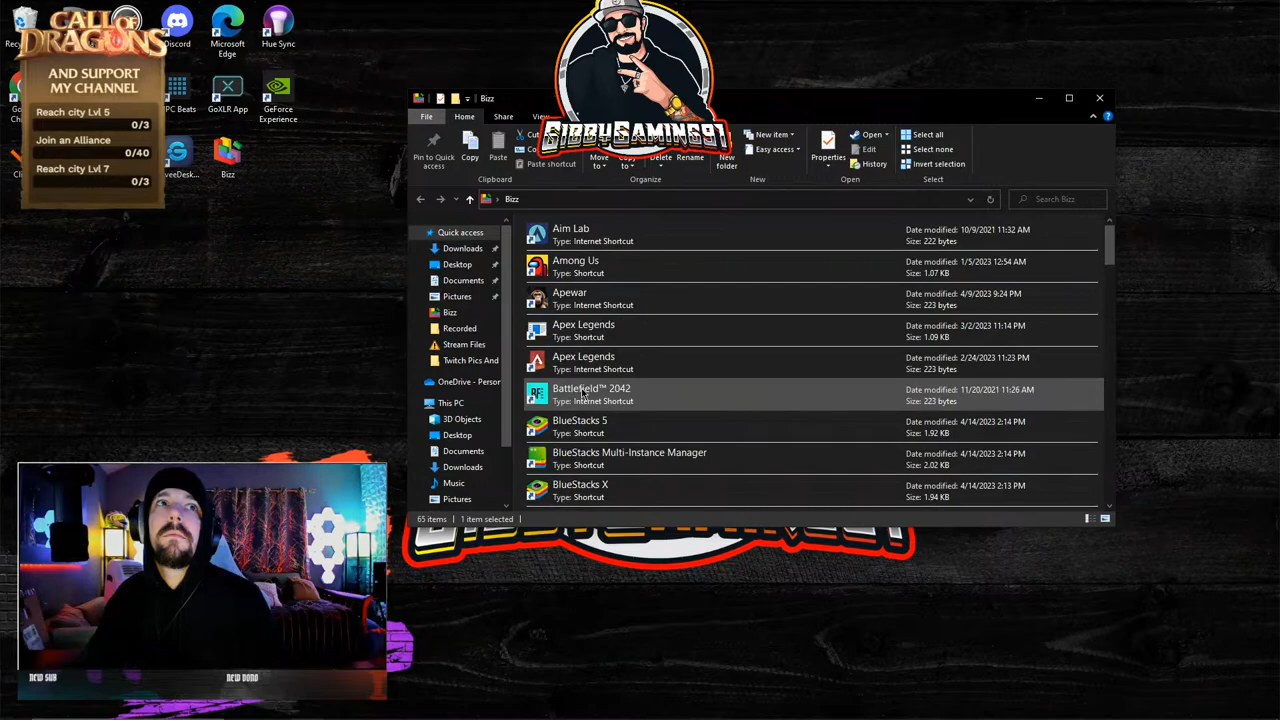 CALL OF
DRAGONS
AND SUPPORT
MY CHANNEL
Reach city Lvl 5
0/3
Join an Alliance
0/40
Reach city Lvl 7
0/3
Discord
Microsoft
Edge
Hue Sync
PC Beats
GoXLR App
GeForce
Experience
Bizz
GIBBYGAMING91
Bizz
File
Home
Share
Pin to Quick
access
Copy
Paste
Paste shortcut
Clipboard
Move
to
Copy
to
Delete
Rename
New
folder
Organize
New item
Easy access
New
Properties
Open
Edit
History
Open
Select all
Select none
Invert selection
Select
Bizz
Search Bizz
Quick access
Downloads
Desktop
Documents
Pictures
Bizz
Recorded
Stream Files
Twitch Pics And
OneDrive - Person
This PC
3D Objects
Desktop
Documents
Downloads
Music
Pictures
Aim Lab
Type: Internet Shortcut
Date modified: 10/9/2021 11:32 AM
Size: 222 bytes
Among Us
Type: Shortcut
Date modified: 1/5/2023 12:54 AM
Size: 1.07 KB
Apewar
Type: Internet Shortcut
Date modified: 4/9/2023 9:24 PM
Size: 223 bytes
Apex Legends
Type: Shortcut
Date modified: 3/2/2023 11:14 PM
Size: 1.09 KB
Apex Legends
Type: Internet Shortcut
Date modified: 2/24/2023 11:23 PM
Size: 223 bytes
Battlefield™ 2042
Type: Internet Shortcut
Date modified: 11/20/2021 11:26 AM
Size: 223 bytes
BlueStacks 5
Type: Shortcut
Date modified: 4/14/2023 2:14 PM
Size: 1.92 KB
BlueStacks Multi-Instance Manager
Type: Shortcut
Date modified: 4/14/2023 2:14 PM
Size: 2.02 KB
BlueStacks X
Type: Shortcut
Date modified: 4/14/2023 2:13 PM
Size: 1.94 KB
65 items
1 item selected
NEW SUB
NEW DONO